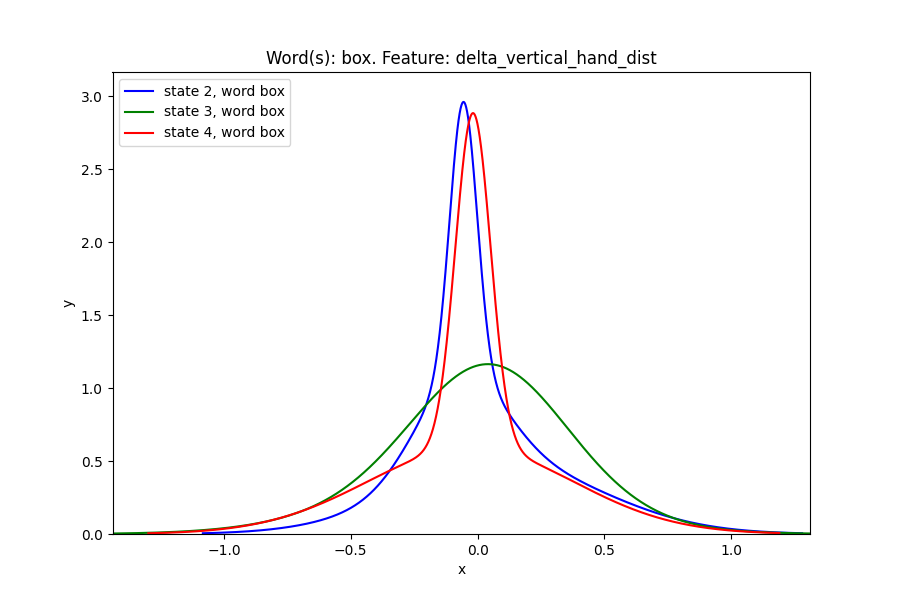 Word(s): box. Feature: delta_vertical_hand_dist
state 2, word box
state 3, word box
state 4, word box
y
3.0
2.5
2.0
1.5
1.0
0.5
0.0
−1.0 −0.5 0.0 0.5 1.0
x